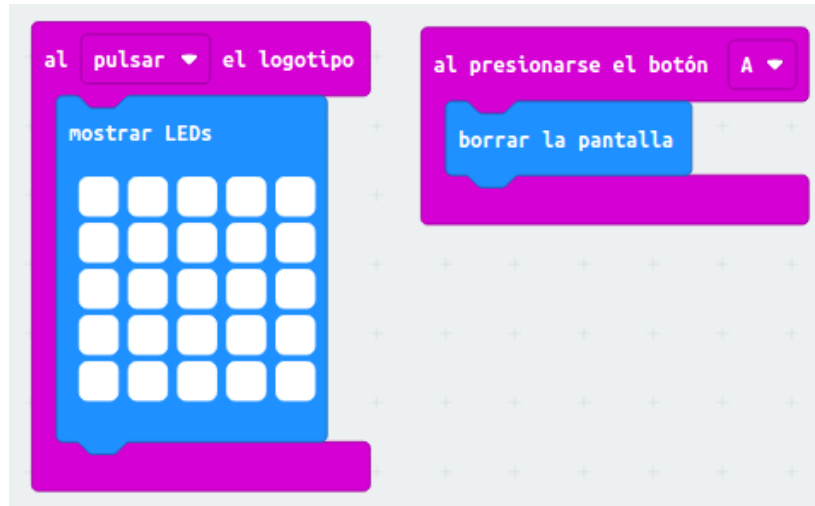 al pulsar el logotipo
mostrar LEDs
al presionarse el botón A
borrar la pantalla